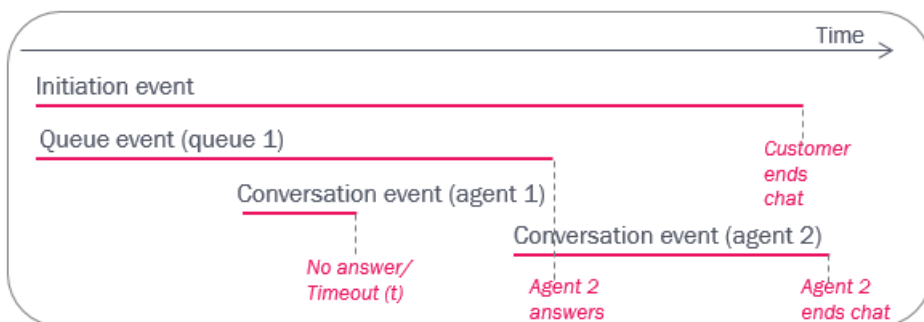 Time
Initiation event
Queue event (queue 1)
Customer
ends
chat
Conversation event (agent 1)
Conversation event (agent 2)
No answer/
Timeout (t)
Agent 2
answers
Agent 2
ends chat